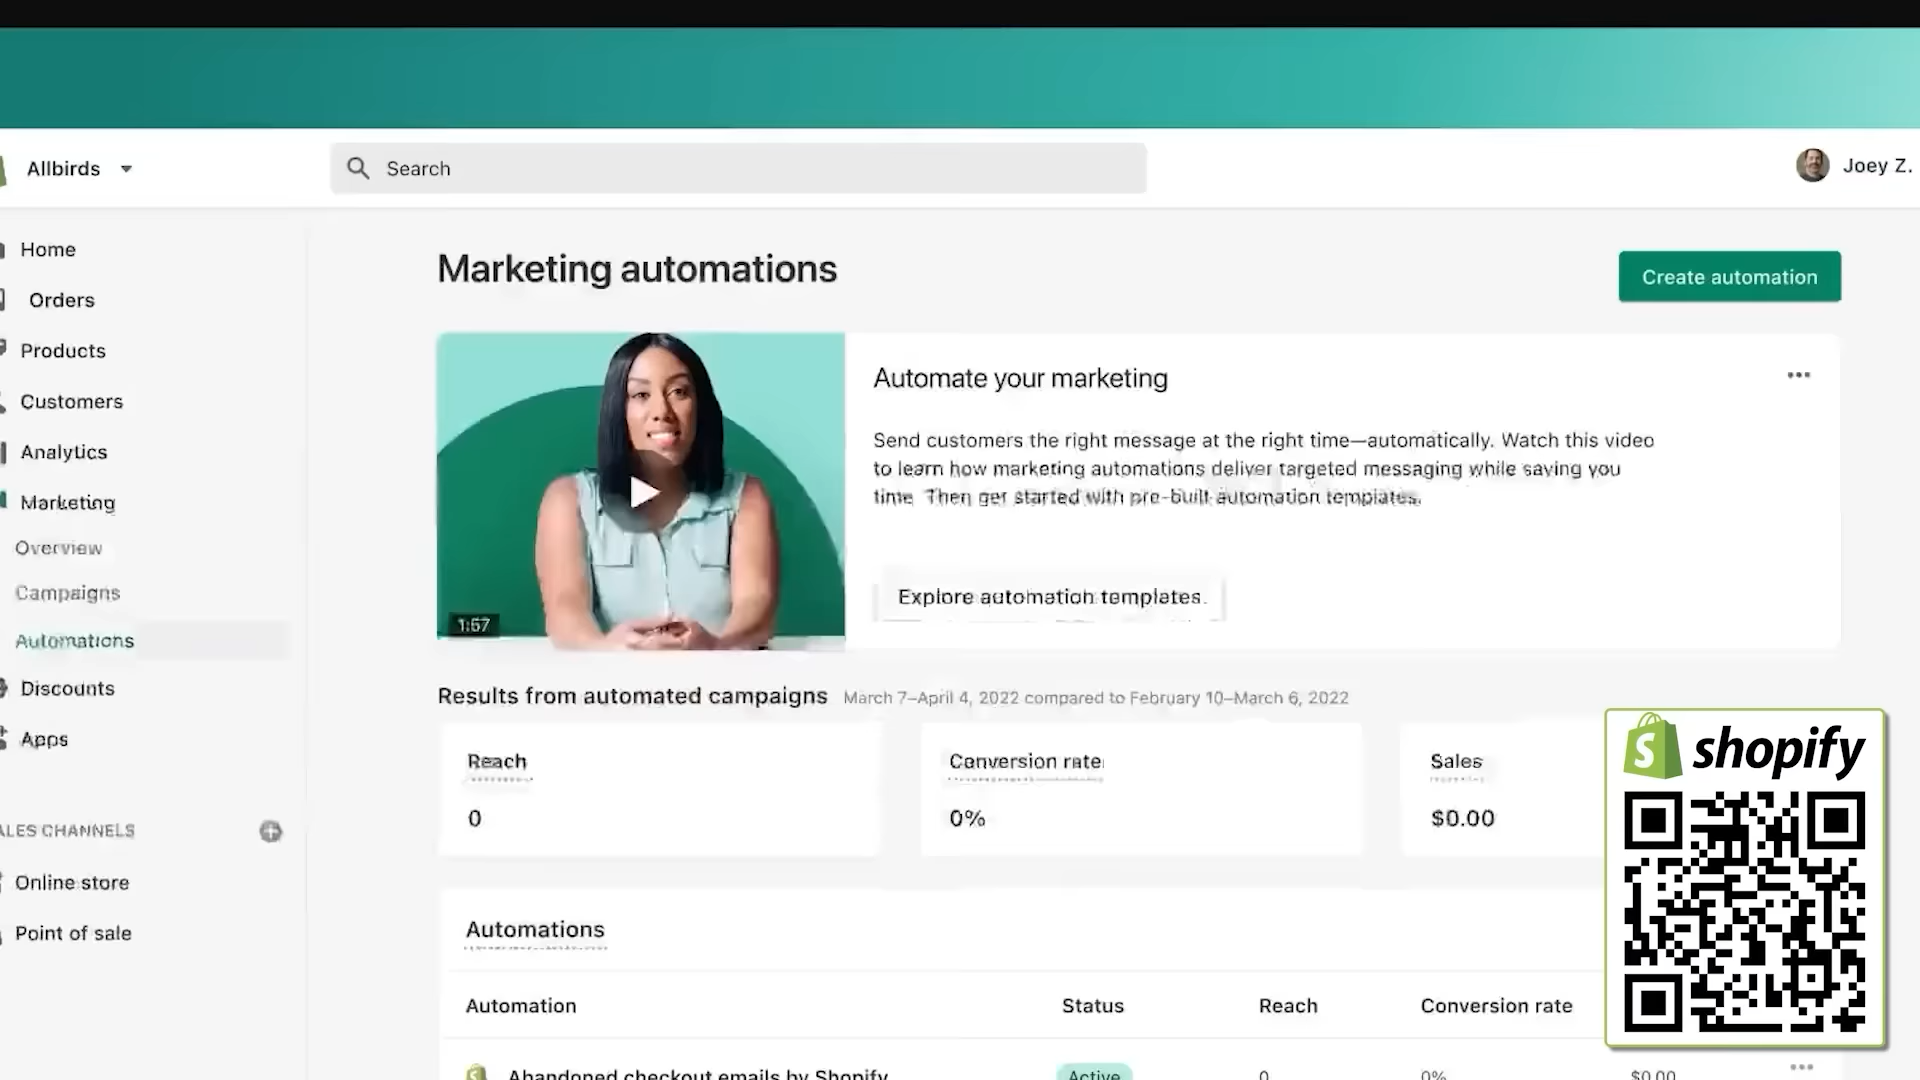 Allbirds
Search
Joey Z.
Home
Orders
Products
Customers
Analytics
Marketing
Overview
Campaigns
Automations
Discounts
Apps
ALES CHANNELS
Online store
Point of sale
Marketing automations
Create automation
1:57
Automate your marketing
Send customers the right message at the right time—automatically. Watch this video
to learn how marketing automations deliver targeted messaging while saving you
time. Then get started with pre-built automation templates.
Explore automation templates
Results from automated campaigns March 7–April 4, 2022 compared to February 10–March 6, 2022
Reach
0
Conversion rate
0%
Sales
$0.00
shopify
Automations
Automation Status Reach Conversion rate
Abandoned checkout emails by Shopify Active 0 0% $0.00